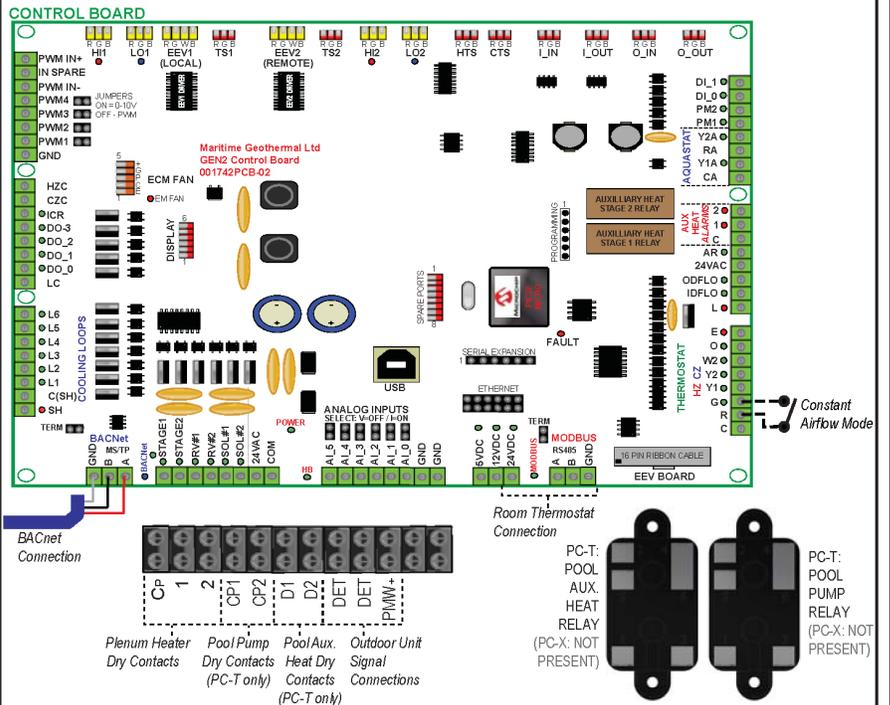 CONTROL BOARD
R G B
HI1
R G B
LO1
R G W B
EEV1
(LOCAL)
R G B
TS1
R G W B
EEV2
(REMOTE)
R G B
TS2
R G B
HI2
R G B
LO2
R G B
HTS
R G B
CTS
R G B
I_IN
R G B
I_OUT
R G B
O_IN
R G B
O_OUT
PWM IN+
IN SPARE
PWM IN-
PWM4
PWM3
PWM2
PWM1
GND
JUMPERS
ON = 0-10V
OFF - PWM
EEV1 DRIVER
EEV2 DRIVER
Maritime Geothermal Ltd
GEN2 Control Board
001742PCB-02
5
ECM FAN
EM FAN
HZC
CZC
ICR
DO-3
DO_2
DO_1
DO_0
LC
DISPLAY
6
1
L6
L5
L4
L3
L2
L1
C(SH)
SH
COOLING LOOPS
TERM
BACNet
MS/TP
GND
B
A
BACNet
STAGE1
STAGE2
RV#1
RV#2
SOL#1
SOL#2
24VAC
COM
POWER
HB
USB
ANALOG INPUTS
SELECT: V=OFF / I=ON
AI_5
AI_4
AI_3
AI_2
AI_1
AI_0
GND
GND
SPARE PORTS
MICROCHIP
FAULT
SERIAL EXPANSION
1
ETHERNET
5VDC
12VDC
24VDC
TERM
MODBUS
MODBUS
RS485
A
B
GND
PROGRAMMING
1
AUXILLIARY HEAT
STAGE 2 RELAY
AUXILLIARY HEAT
STAGE 1 RELAY
16 PIN RIBBON CABLE
EEV BOARD
DI_1
DI_0
PM2
PM1
Y2A
RA
Y1A
CA
AQUASTAT
2
1
C
AUX
HEAT
ALARMS
AR
24VAC
ODFLO
IDFLO
L
E
O
W2
Y2
Y1
G
R
C
THERMOSTAT
HZ CZ
Constant
Airflow Mode
BACnet
Connection
Room Thermostat
Connection
CP
1
2
CP1
CP2
D1
D2
DET
DET
PMW+
Plenum Heater
Dry Contacts
Pool Pump
Dry Contacts
(PC-T only)
Pool Aux.
Heat Dry
Contacts
(PC-T only)
Outdoor Unit
Signal
Connections
PC-T:
POOL
AUX.
HEAT
RELAY
(PC-X: NOT
PRESENT)
PC-T:
POOL
PUMP
RELAY
(PC-X: NOT
PRESENT)